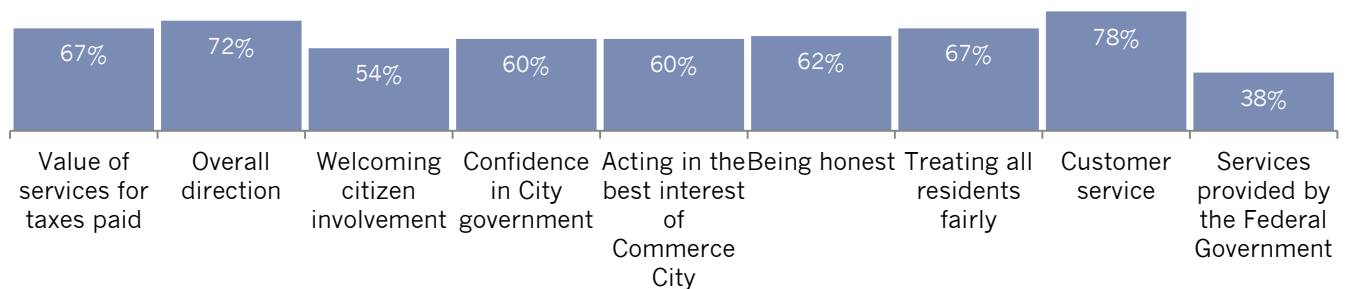 67%
72%
54%
60%
60%
62%
67%
78%
38%
Value of
services for
taxes paid
Overall
direction
Welcoming
citizen
involvement
Confidence
in City
government
Acting in the
best interest
of
Commerce
City
Being honest
Treating all
residents
fairly
Customer
service
Services
provided by
the Federal
Government